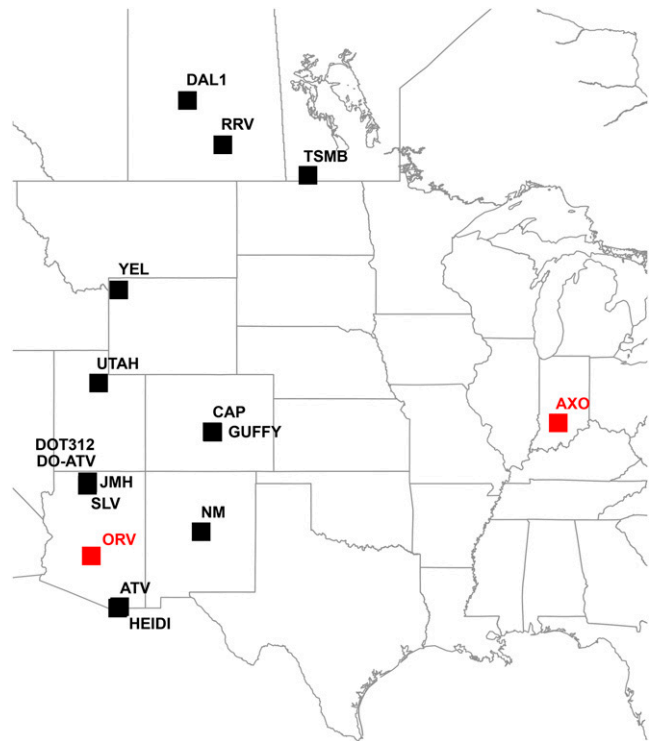 DAL1
RRV
TSMB
YEL
UTAH
CAP
GUFFY
AXO
DOT312
DO-ATV
JMH
SLV
NM
ORV
ATV
HEIDI